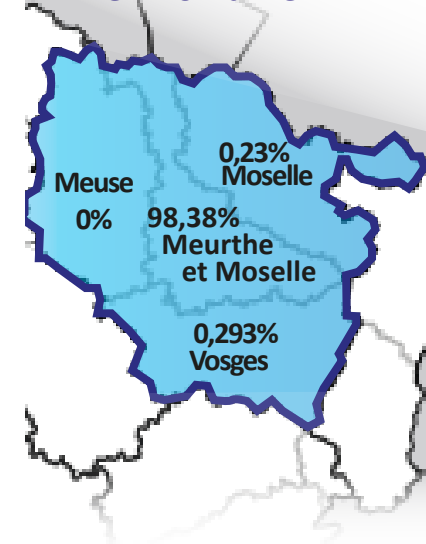 0,23%
Moselle
Meuse
0%
98,38%
Meurthe
et Moselle
0,293%
Vosges